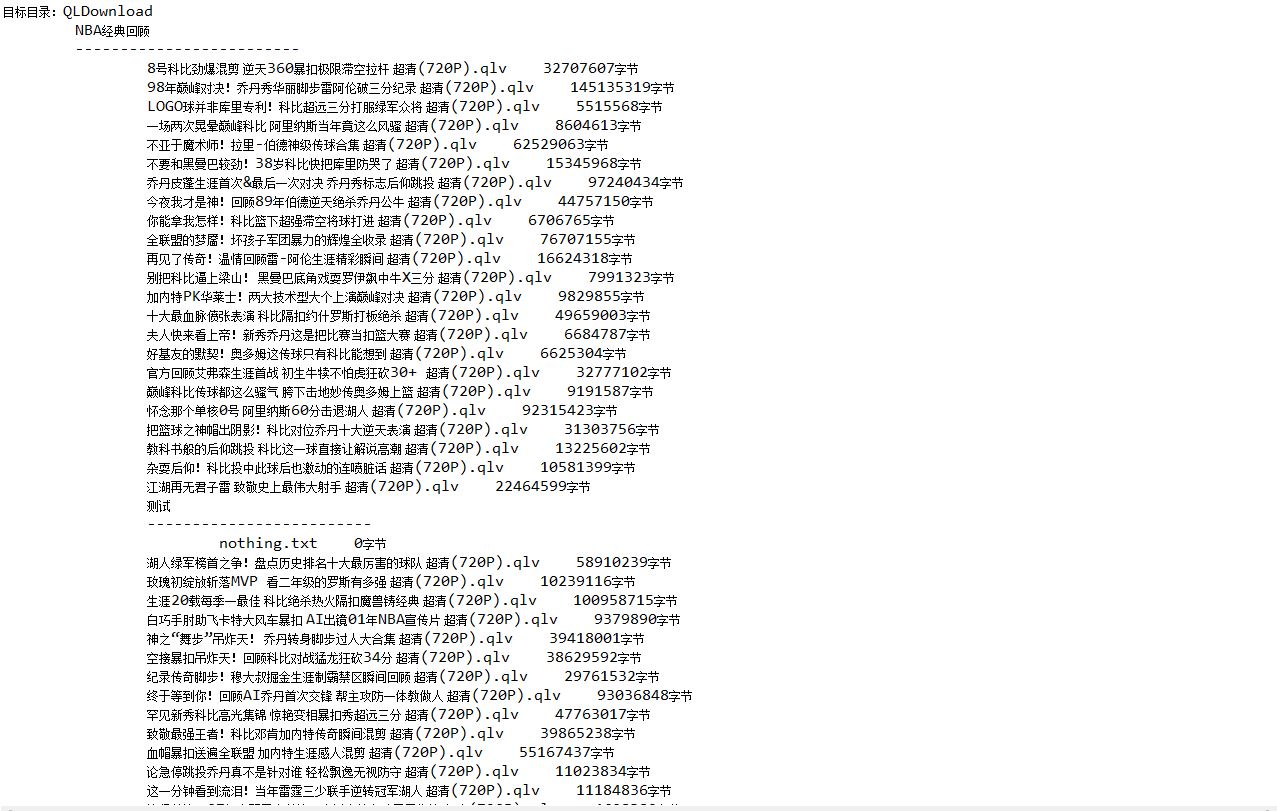 目标目录: QLDownload
NBA经典回顾
-------------------------
8号科比劲爆混剪 逆天360暴扣极限滞空拉杆 超清(720P).qlv    32707607字节
98年巅峰对决! 乔丹秀华丽脚步雷阿伦破三分纪录 超清(720P).qlv    145135319字节
LOGO球并非库里专利! 科比超远三分打服绿军众将 超清(720P).qlv    5515568字节
一场两次晃晕巅峰科比 阿里纳斯当年竟这么风骚 超清(720P).qlv    8604613字节
不亚于魔术师! 拉里-伯德神级传球合集 超清(720P).qlv    62529063字节
不要和黑曼巴较劲! 38岁科比快把库里防哭了 超清(720P).qlv    15345968字节
乔丹皮蓬生涯首次&最后一次对决 乔丹秀标志后仰跳投 超清(720P).qlv    97240434字节
今夜我才是神! 回顾89年伯德逆天绝杀乔丹公牛 超清(720P).qlv    44757150字节
你能拿我怎样! 科比篮下超强滞空将球打进 超清(720P).qlv    6706765字节
全联盟的梦魇! 坏孩子军团暴力的辉煌全收录 超清(720P).qlv    76707155字节
再见了传奇! 温情回顾雷-阿伦生涯精彩瞬间 超清(720P).qlv    16624318字节
别把科比逼上梁山! 黑曼巴底角戏耍罗伊飙中牛X三分 超清(720P).qlv    7991323字节
加内特PK华莱士! 两大技术型大个上演巅峰对决 超清(720P).qlv    9829855字节
十大最血脉偾张表演 科比隔扣约什罗斯打板绝杀 超清(720P).qlv    49659003字节
夫人快来看上帝! 新秀乔丹这是把比赛当扣篮大赛 超清(720P).qlv    6684787字节
好基友的默契! 奥多姆这传球只有科比能想到 超清(720P).qlv    6625304字节
官方回顾艾弗森生涯首战 初生牛犊不怕虎狂砍30+ 超清(720P).qlv    32777102字节
巅峰科比传球都这么骚气 胯下击地妙传奥多姆上篮 超清(720P).qlv    9191587字节
怀念那个单核0号 阿里纳斯60分击退湖人 超清(720P).qlv    92315423字节
把篮球之神帽出阴影! 科比对位乔丹十大逆天表演 超清(720P).qlv    31303756字节
教科书般的后仰跳投 科比这一球直接让解说高潮 超清(720P).qlv    13225602字节
杂耍后仰! 科比投中此球后也激动的连喷脏话 超清(720P).qlv    10581399字节
江湖再无君子雷 致敬史上最伟大射手 超清(720P).qlv    22464599字节
测试
-------------------------
nothing.txt    0字节
湖人绿军榜首之争! 盘点历史排名十大最厉害的球队 超清(720P).qlv    58910239字节
玫瑰初绽放斩落MVP 看二年级的罗斯有多强 超清(720P).qlv    10239116字节
生涯20载每季一最佳 科比绝杀热火隔扣魔兽铸经典 超清(720P).qlv    100958715字节
白巧手肘助飞卡特大风车暴扣 AI出镜01年NBA宣传片 超清(720P).qlv    9379890字节
神之“舞步”吊炸天! 乔丹转身脚步过人大合集 超清(720P).qlv    39418001字节
空接暴扣吊炸天! 回顾科比对战猛龙狂砍34分 超清(720P).qlv    38629592字节
纪录传奇脚步! 穆大叔掘金生涯制霸禁区瞬间回顾 超清(720P).qlv    29761532字节
终于等到你! 回顾AI乔丹首次交锋 帮主攻防一体教做人 超清(720P).qlv    93036848字节
罕见新秀科比高光集锦 惊艳变相暴扣秀超远三分 超清(720P).qlv    47763017字节
致敬最强王者! 科比邓肯加内特传奇瞬间混剪 超清(720P).qlv    39865238字节
血帽暴扣送遍全联盟 加内特生涯感人混剪 超清(720P).qlv    55167437字节
论急停跳投乔丹真不是针对谁 轻松飘逸无视防守 超清(720P).qlv    11023834字节
这一分钟看到流泪! 当年雷霆三少联手逆转冠军湖人 超清(720P).qlv    11184836字节